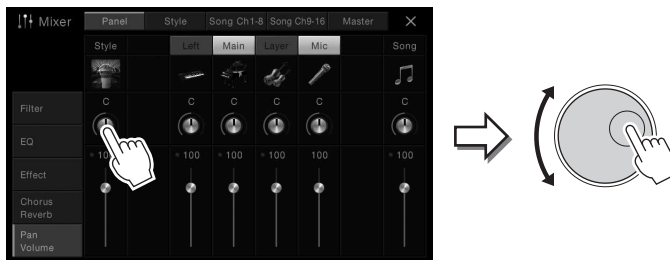 Mixer
Panel Style Song Ch1-8 Song Ch9-16 Master
Style Left Main Layer Mic Song
Filter
EQ
Effect
Chorus
Reverb
Pan
Volume
C C C C C C
100 100 100 100 100